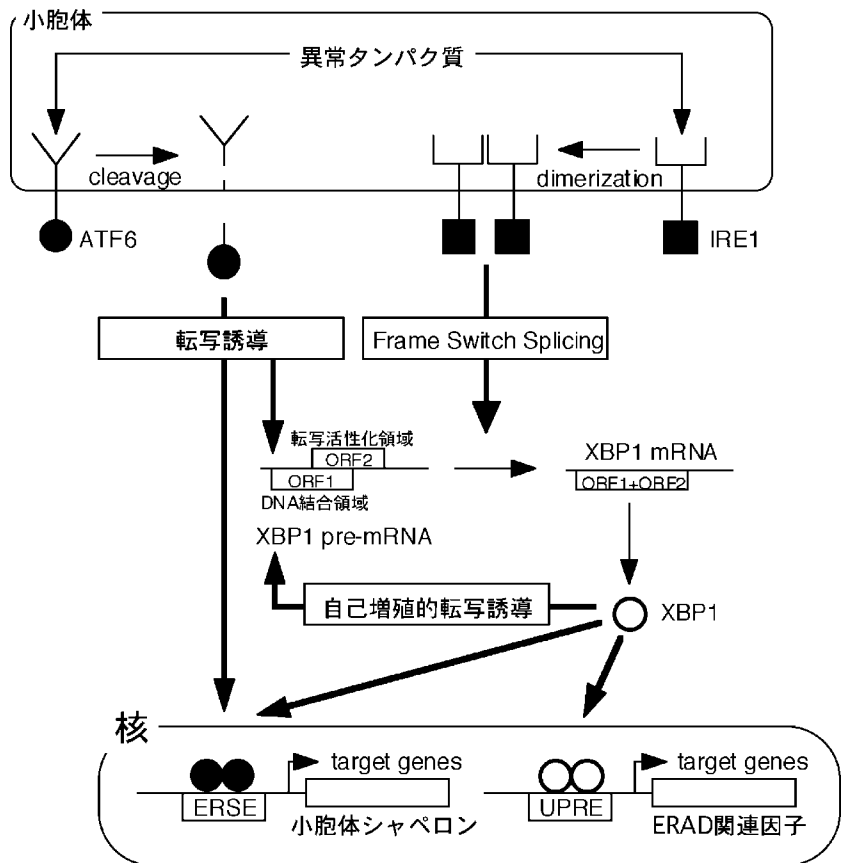 小胞体
異常タンパク質
cleavage
dimerization
ATF6
IRE1
転写誘導
Frame Switch Splicing
転写活性化領域
ORF2
ORF1
DNA結合領域
XBP1 pre-mRNA
XBP1 mRNA
ORF1+ORF2
自己増殖的転写誘導
XBP1
核
target genes
ERSE
小胞体シャペロン
target genes
UPRE
ERAD関連因子